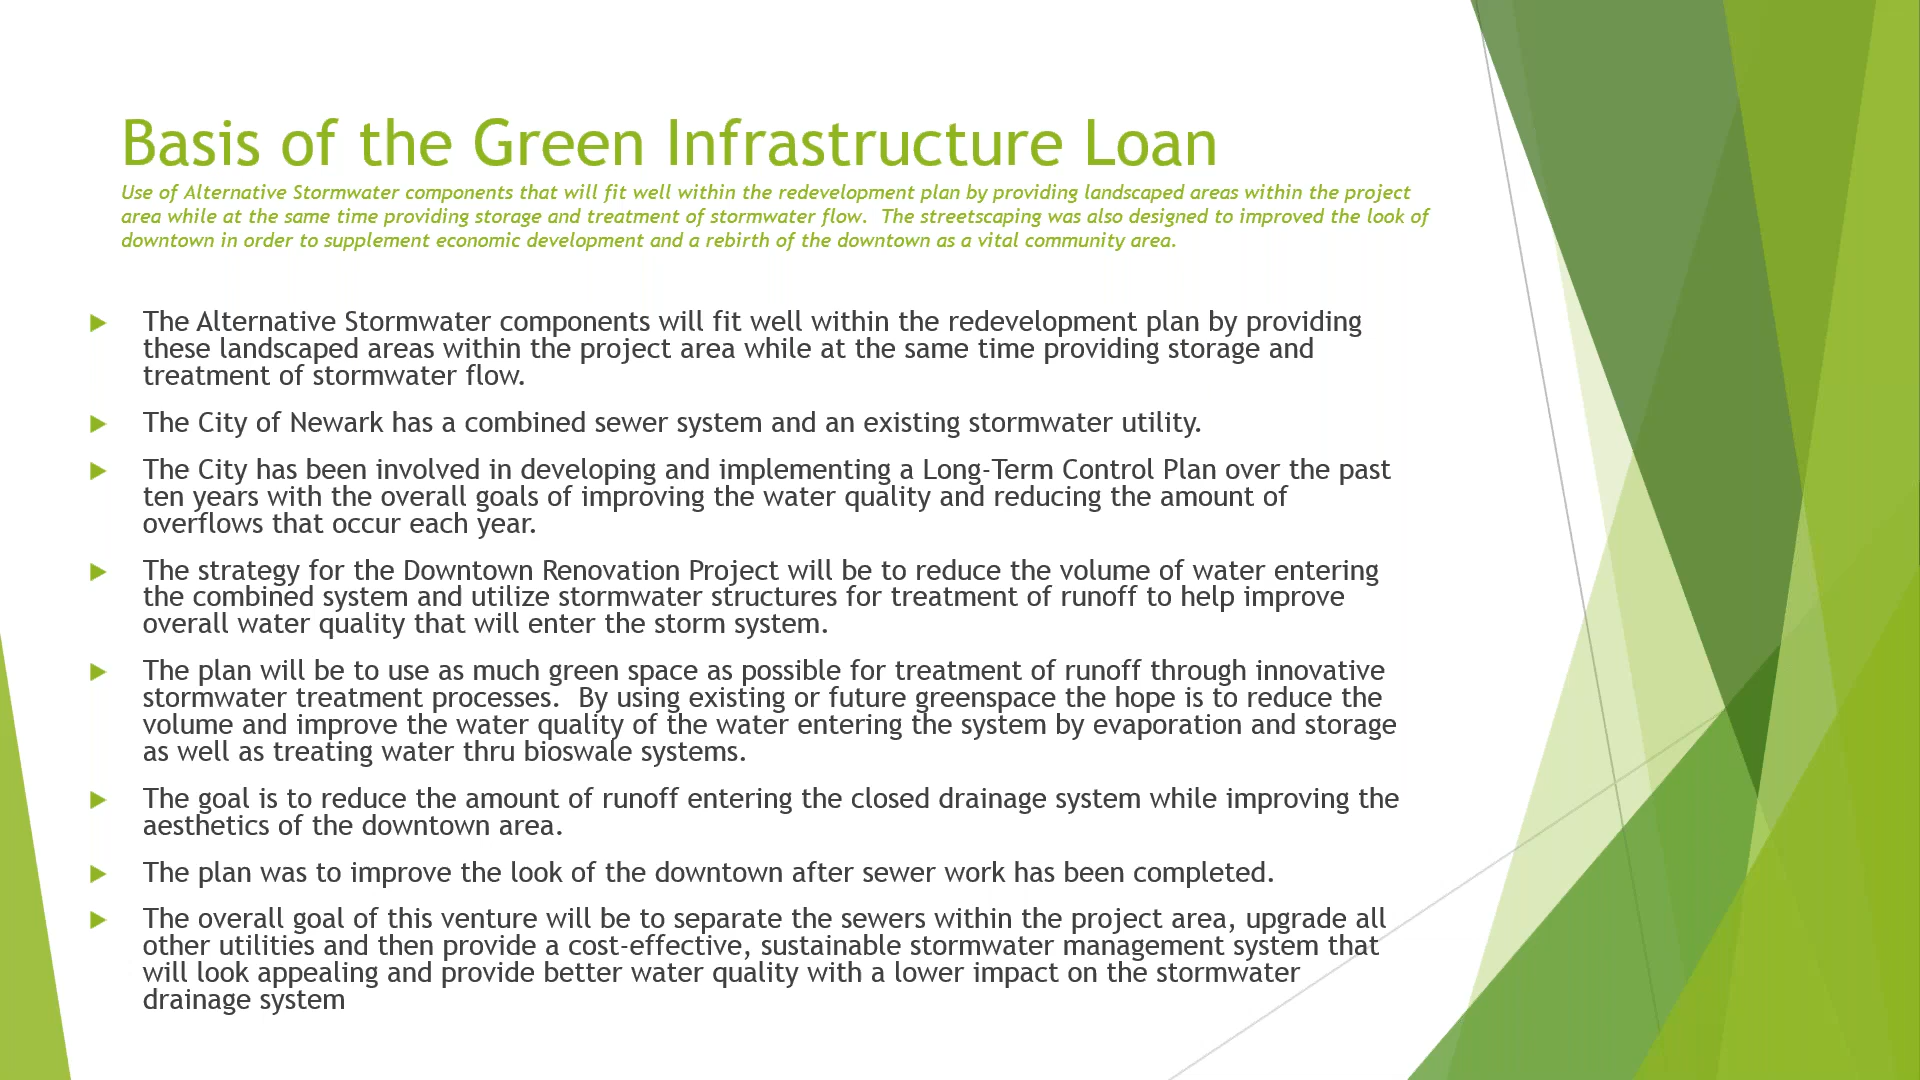 Basis of the Green Infrastructure Loan
Use of Alternative Stormwater components that will fit well within the redevelopment plan by providing landscaped areas within the project
area while at the same time providing storage and treatment of stormwater flow.  The streetscaping was also designed to improved the look of
downtown in order to supplement economic development and a rebirth of the downtown as a vital community area.
The Alternative Stormwater components will fit well within the redevelopment plan by providing
these landscaped areas within the project area while at the same time providing storage and
treatment of stormwater flow.
The City of Newark has a combined sewer system and an existing stormwater utility.
The City has been involved in developing and implementing a Long-Term Control Plan over the past
ten years with the overall goals of improving the water quality and reducing the amount of
overflows that occur each year.
The strategy for the Downtown Renovation Project will be to reduce the volume of water entering
the combined system and utilize stormwater structures for treatment of runoff to help improve
overall water quality that will enter the storm system.
The plan will be to use as much green space as possible for treatment of runoff through innovative
stormwater treatment processes.  By using existing or future greenspace the hope is to reduce the
volume and improve the water quality of the water entering the system by evaporation and storage
as well as treating water thru bioswale systems.
The goal is to reduce the amount of runoff entering the closed drainage system while improving the
aesthetics of the downtown area.
The plan was to improve the look of the downtown after sewer work has been completed.
The overall goal of this venture will be to separate the sewers within the project area, upgrade all
other utilities and then provide a cost-effective, sustainable stormwater management system that
will look appealing and provide better water quality with a lower impact on the stormwater
drainage system